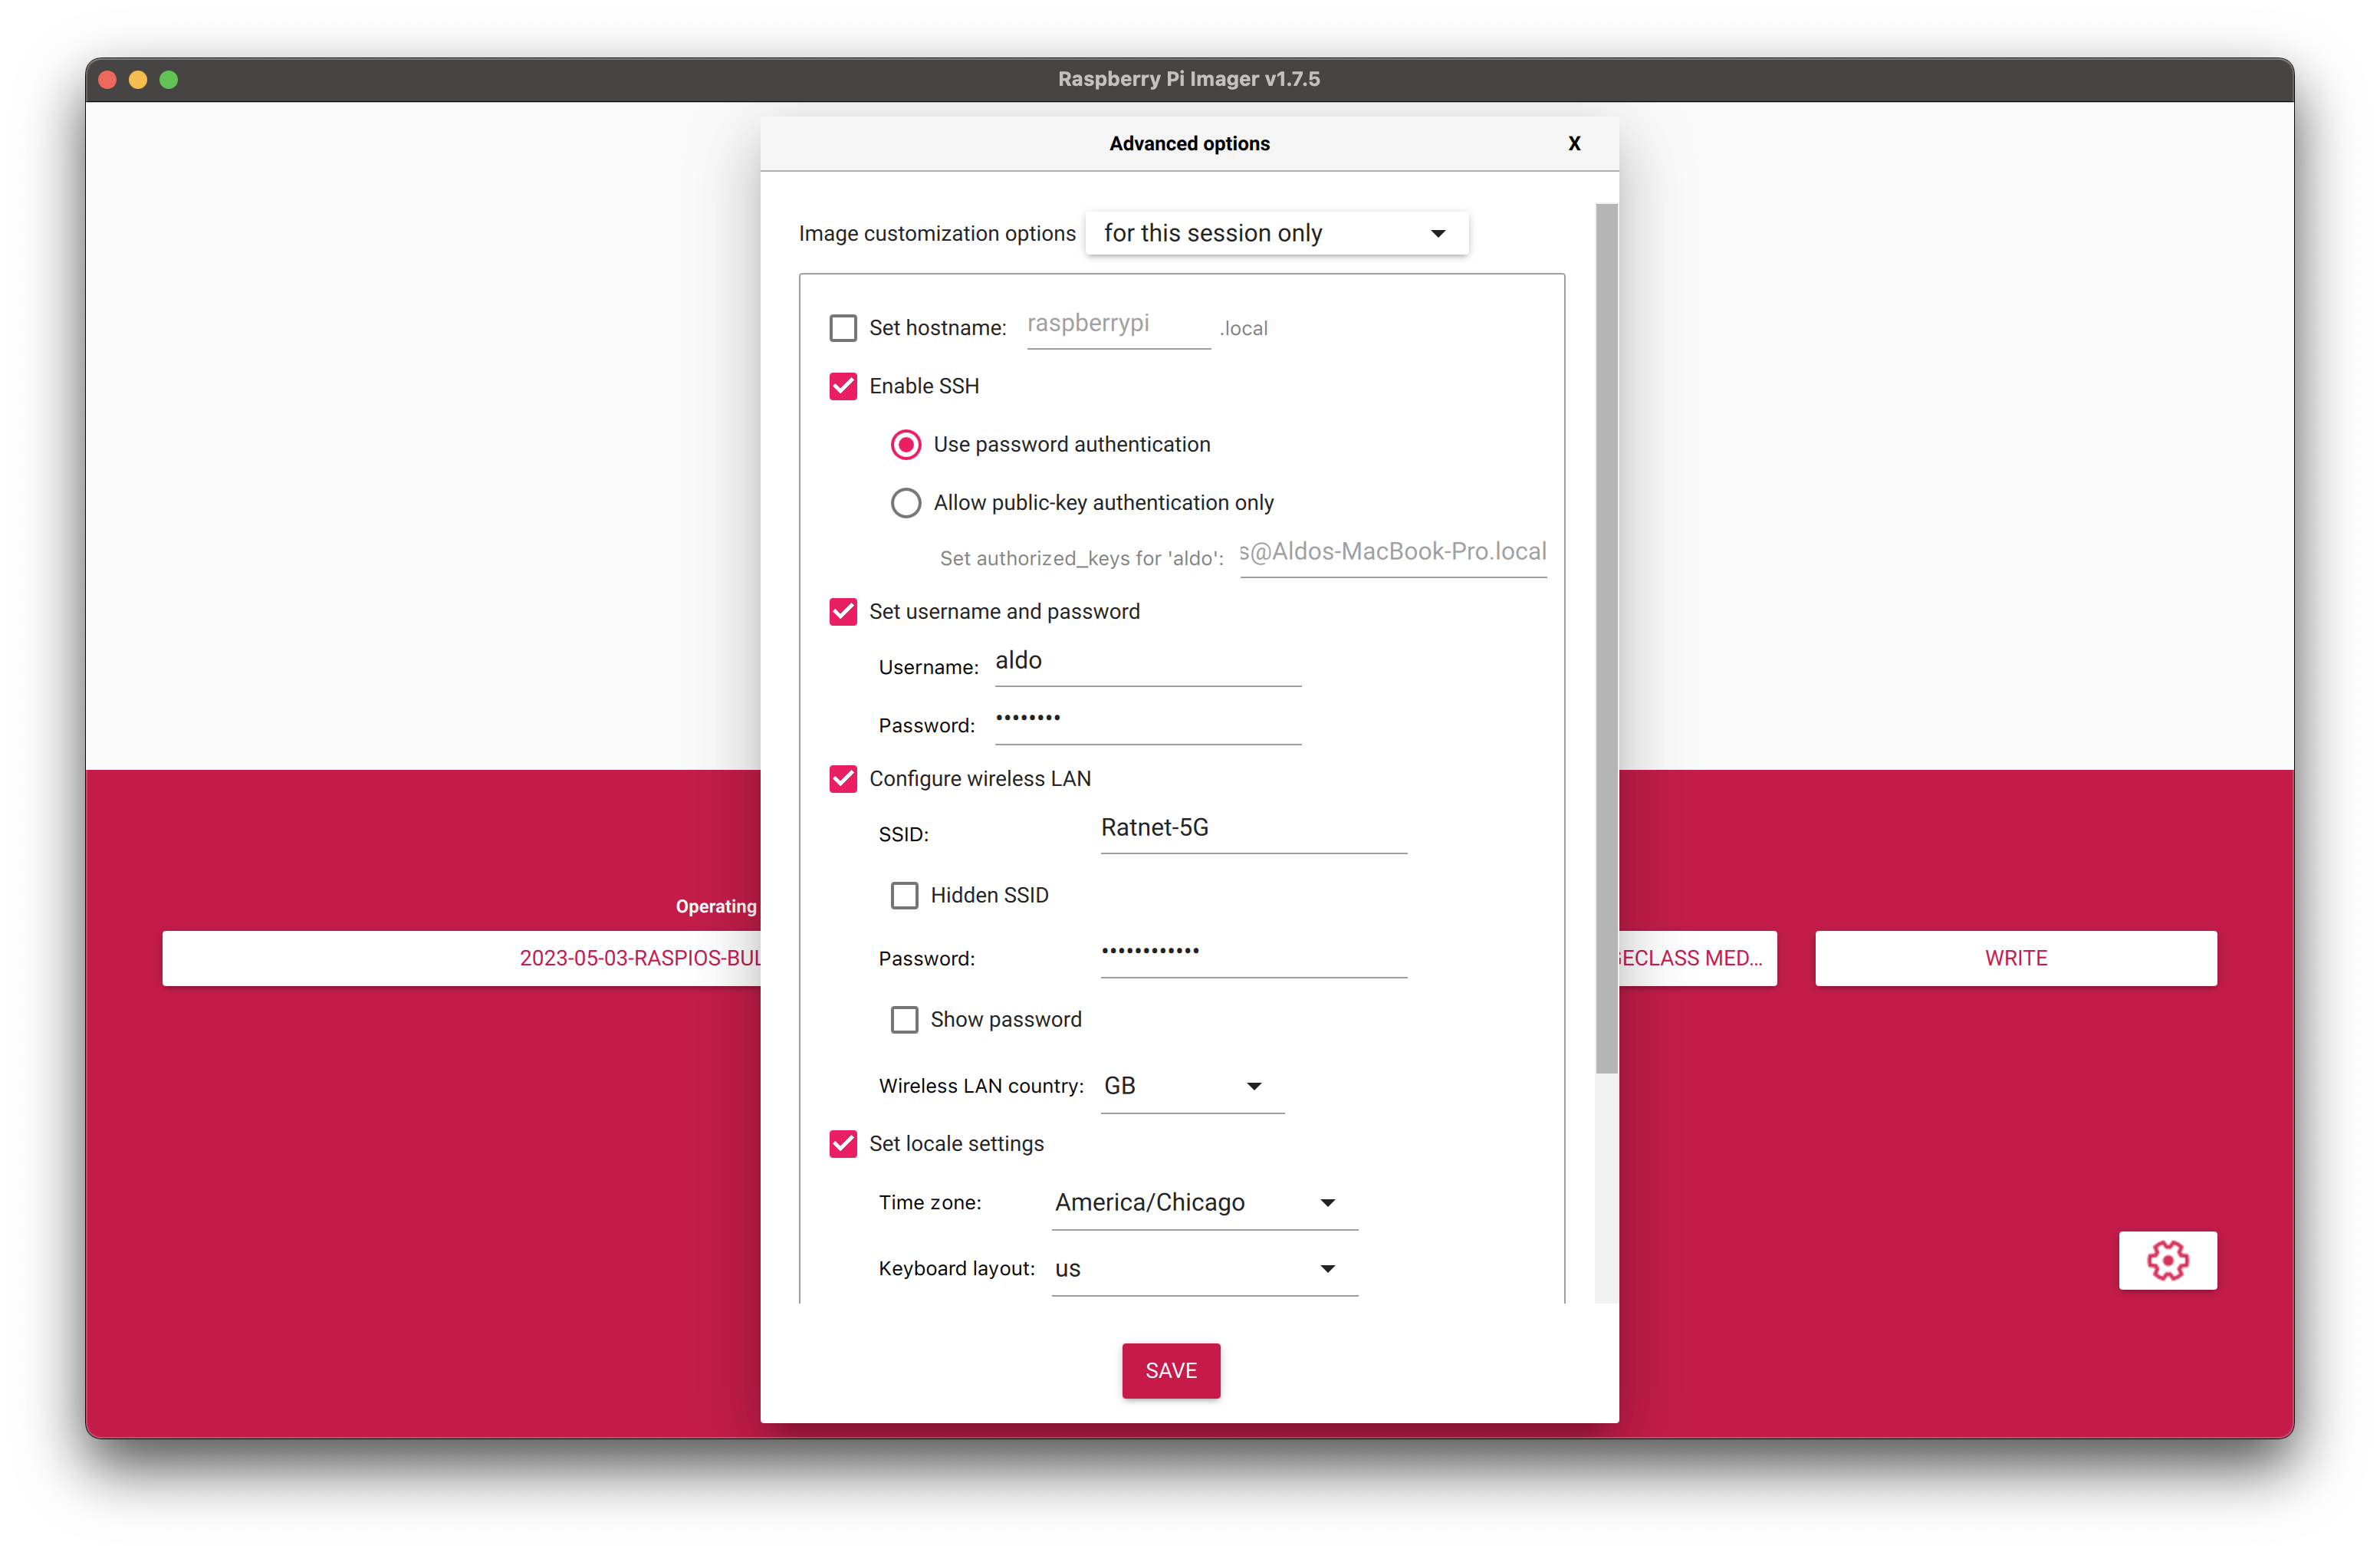 Raspberry Pi Imager v1.7.5
Advanced options
X
Image customization options for this session only
Set hostname: raspberrypi .local
Enable SSH
Use password authentication
Allow public-key authentication only
Set authorized_keys for 'aldo': s@Aldos-MacBook-Pro.local
Set username and password
Username: aldo
Password: ••••••••
Configure wireless LAN
SSID: Ratnet-5G
Hidden SSID
Password: ••••••••••••
Show password
Wireless LAN country: GB
Set locale settings
Time zone: America/Chicago
Keyboard layout: us
SAVE
Operating
2023-05-03-RASPIOS-BUL
ECLASS MED...
WRITE